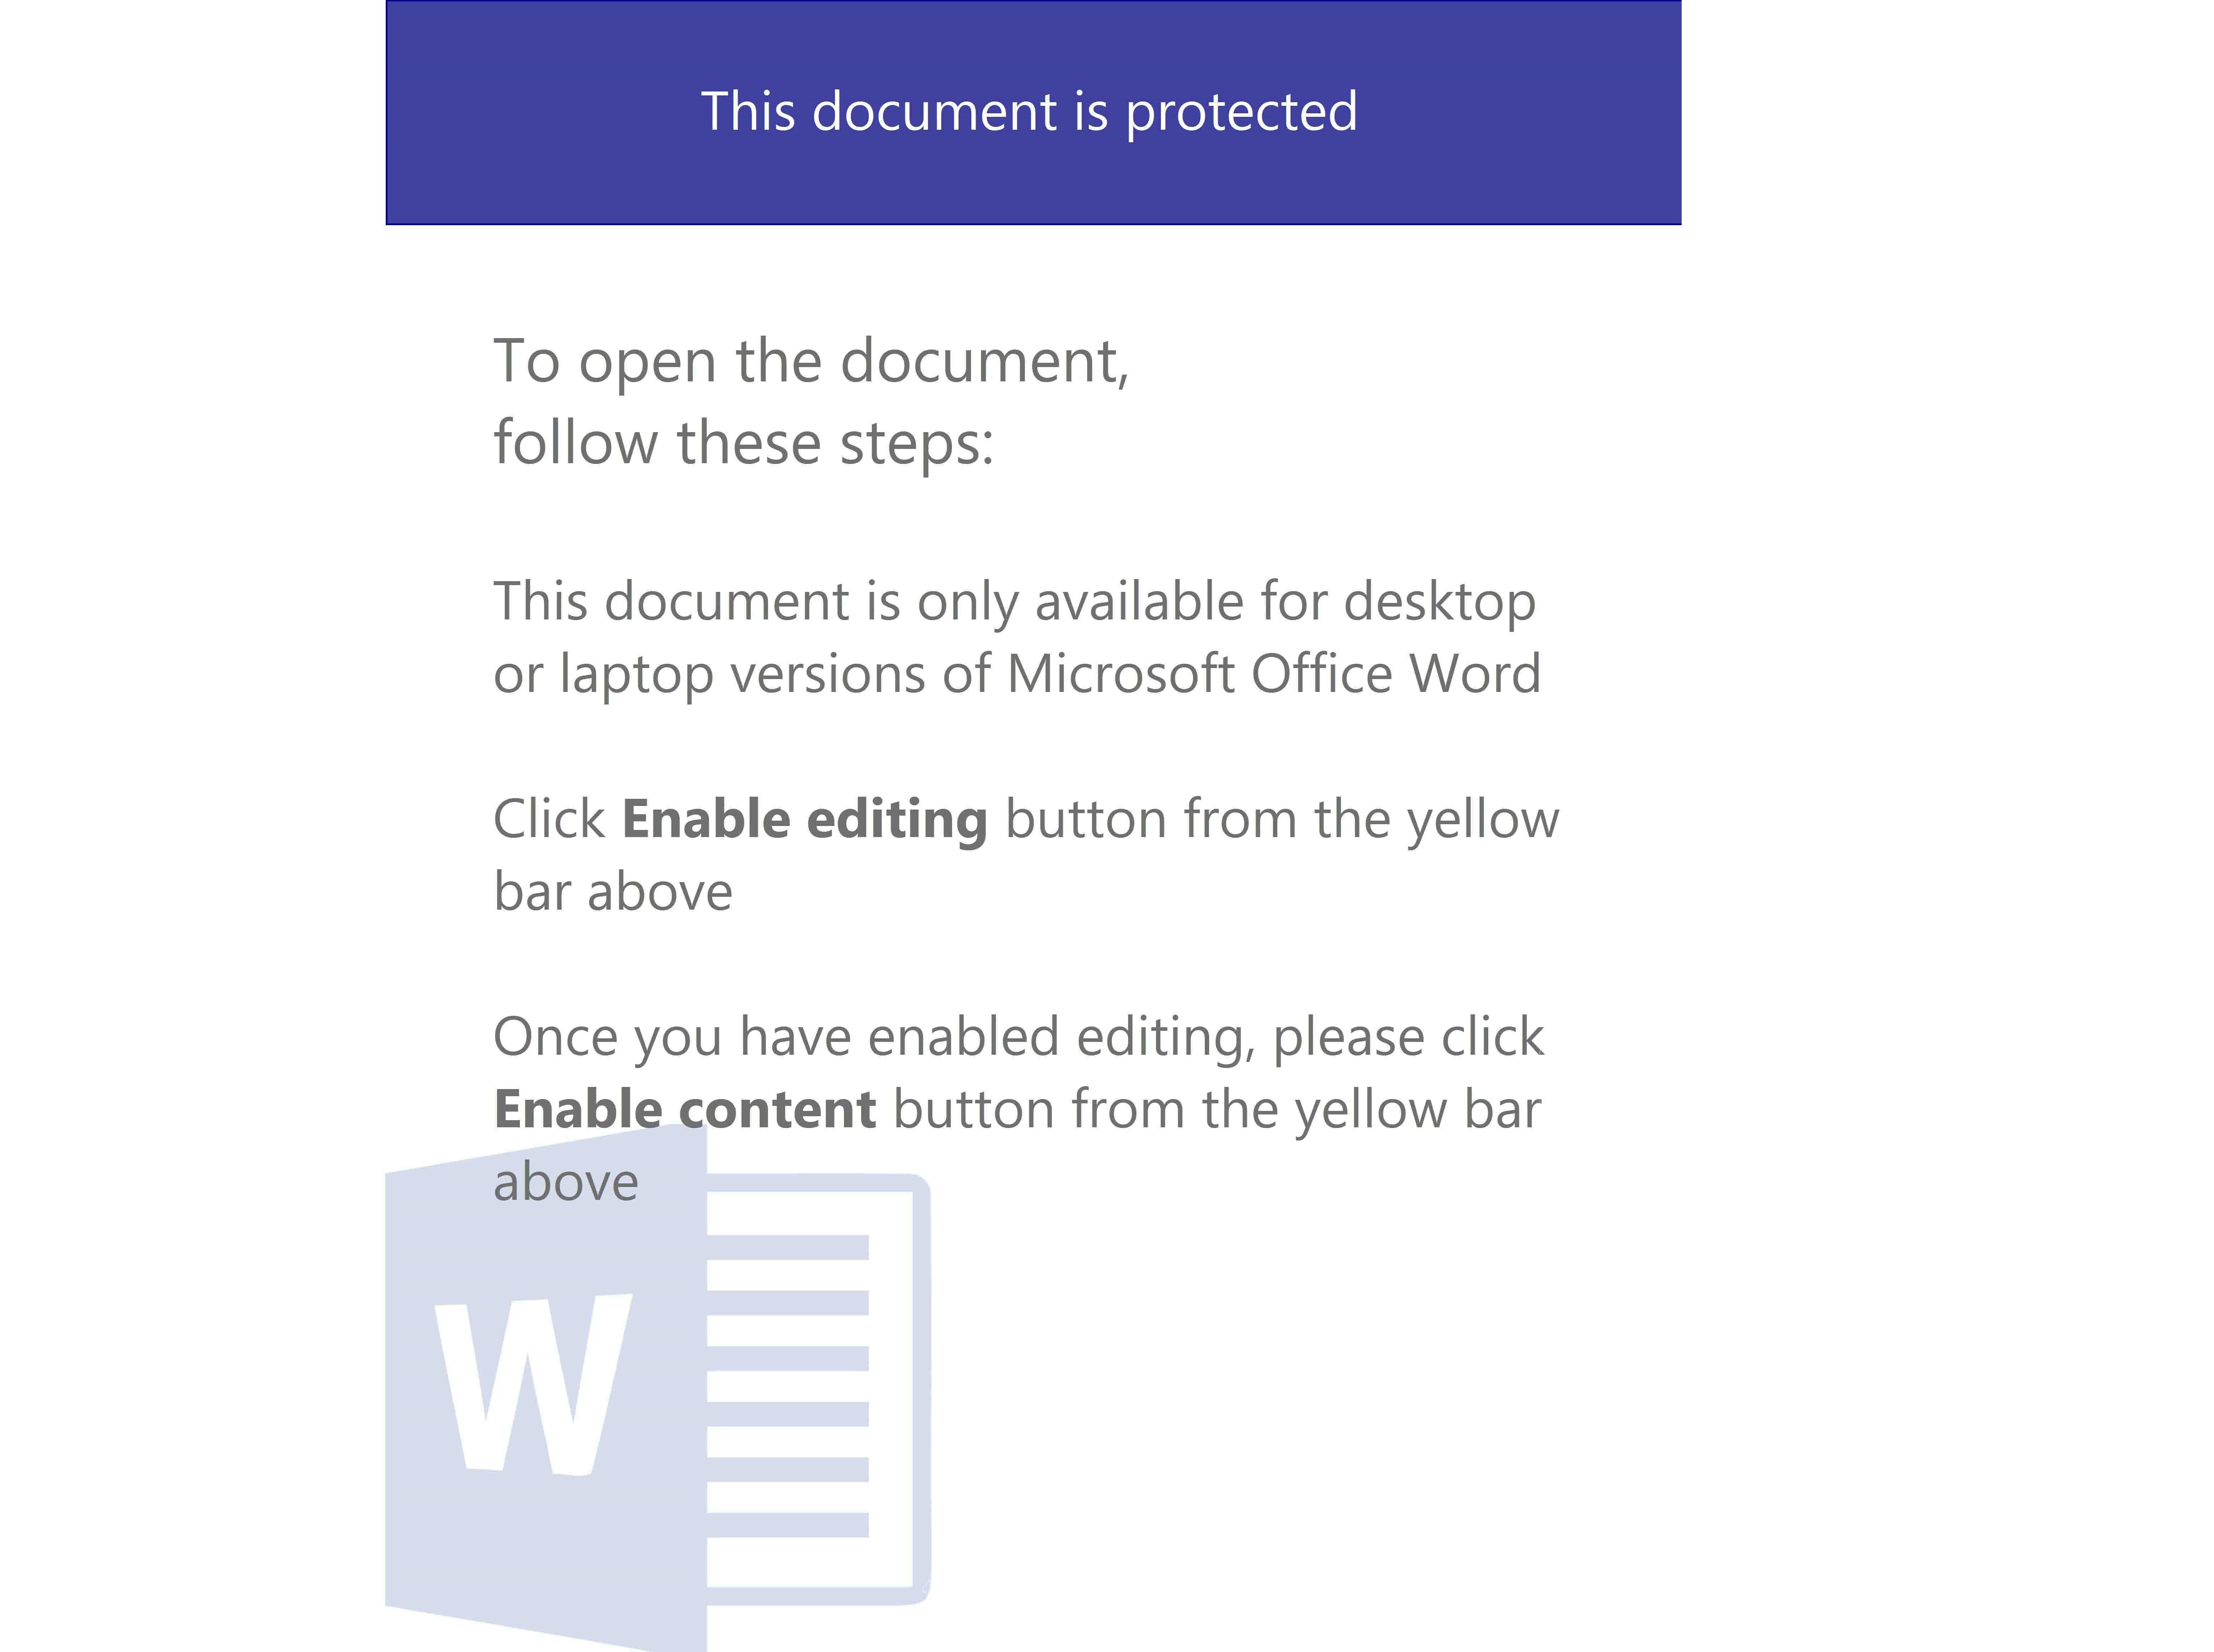 This document is protected
To open the document,
follow these steps:
This document is only available for desktop
or laptop versions of Microsoft Office Word
Click Enable editing button from the yellow
bar above
Once you have enabled editing, please click
Enable content button from the yellow bar
above
W